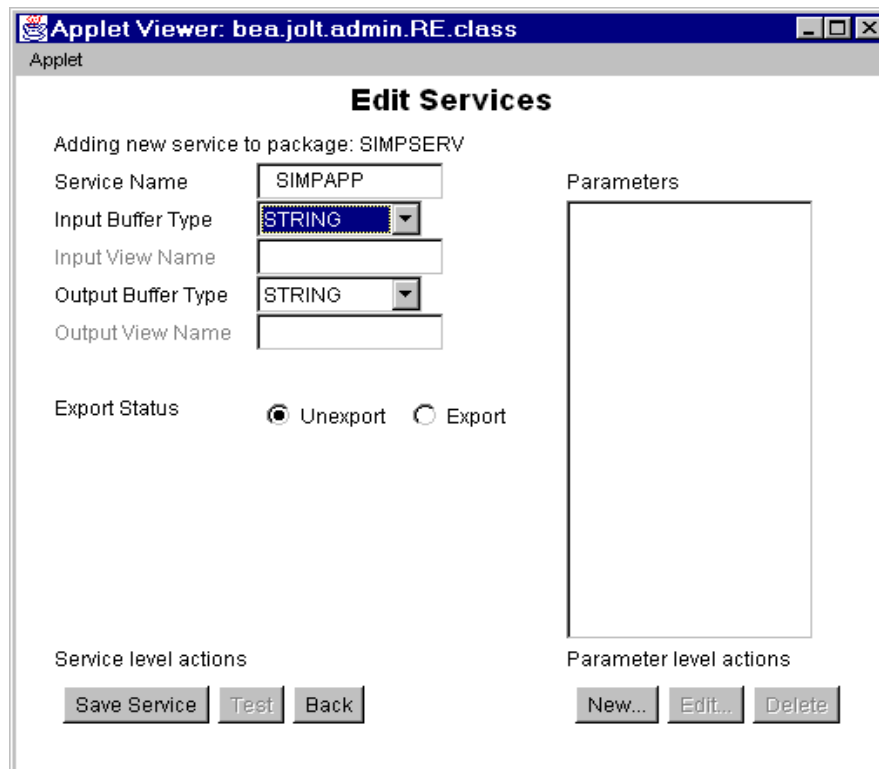 Applet Viewer: bea.jolt.admin.RE.class
Applet
Edit Services
Adding new service to package: SIMPSERV
Service Name SIMPAPP
Parameters
Input Buffer Type STRING
Input View Name
Output Buffer Type STRING
Output View Name
Export Status Unexport Export
Service level actions
Parameter level actions
Save Service Test Back
New... Edit... Delete